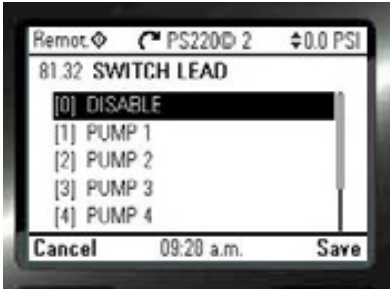 Remot. PS220© 2 0.0 PSI
81.32 SWITCH LEAD
[0] DISABLE
[1] PUMP 1
[2] PUMP 2
[3] PUMP 3
[4] PUMP 4
Cancel 09:20 a.m. Save